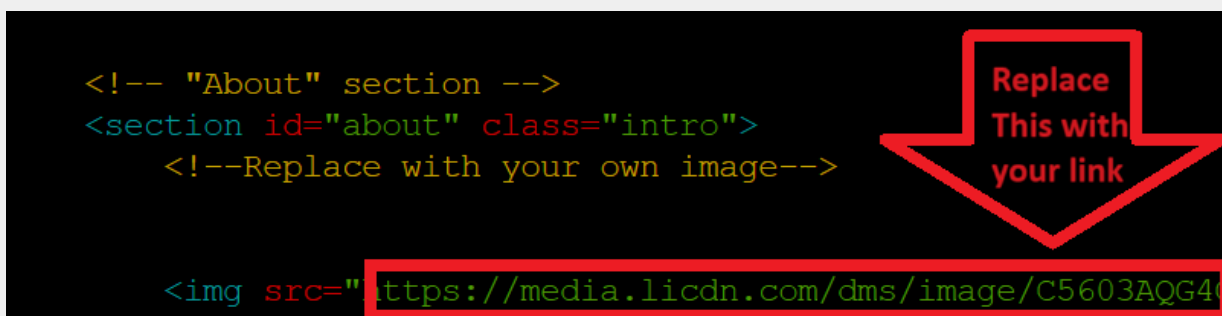 <!-- "About" section -->
<section id="about" class="intro">
<!--Replace with your own image-->
Replace
This with
your link
<img src="https://media.licdn.com/dms/image/C5603AQG4